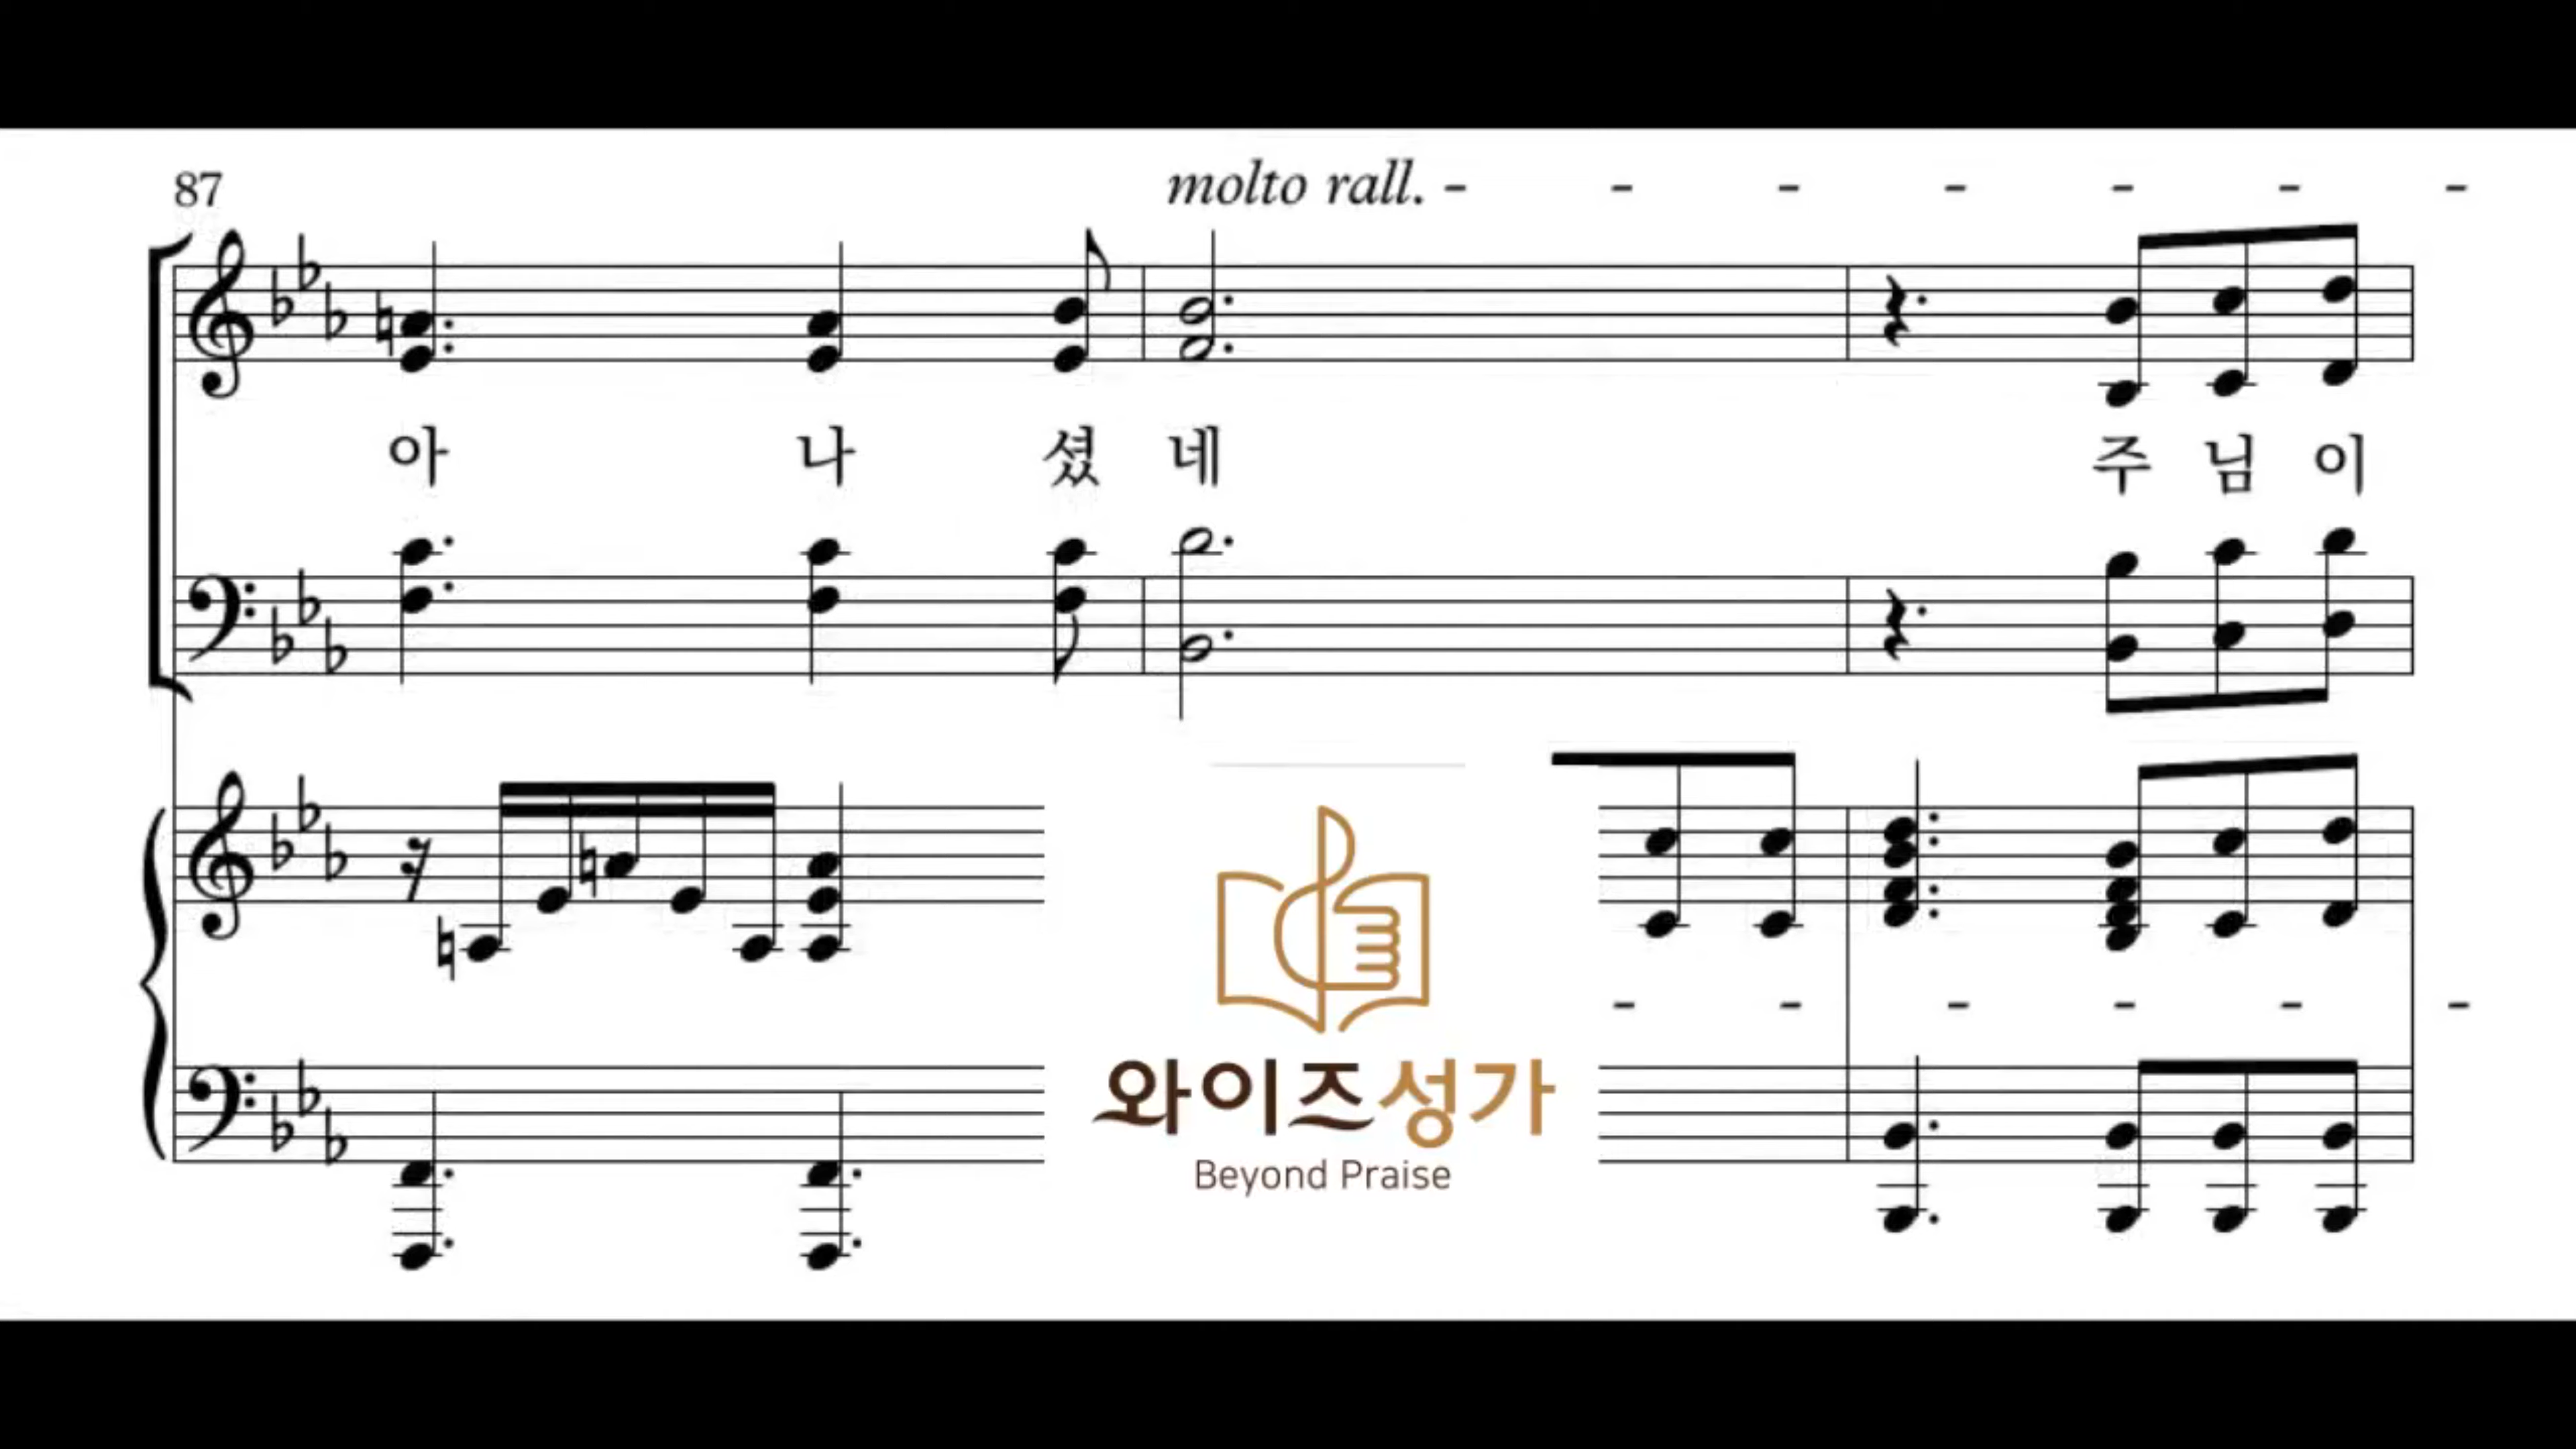 87
molto rall. - - - - - - -
아 나 셨 네 주 님 이
- - - - - -
와이즈성가
Beyond Praise